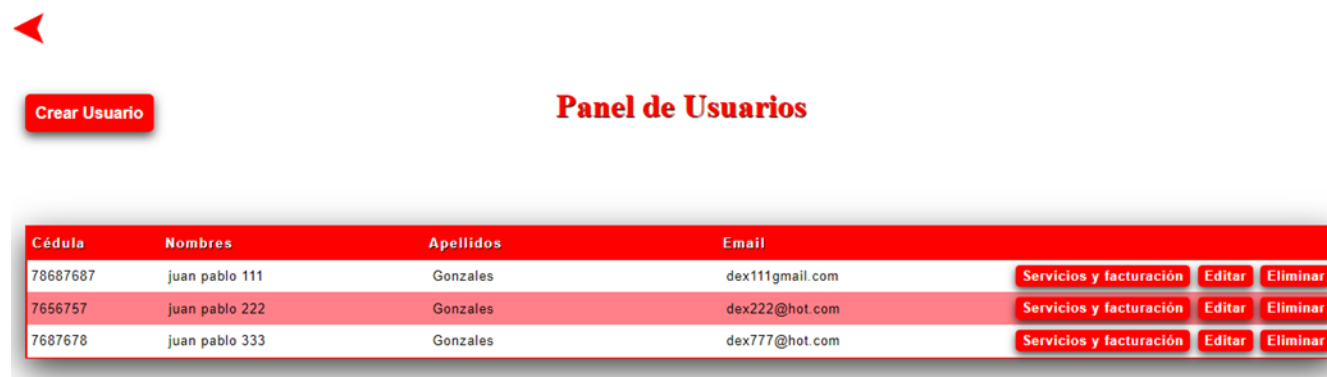 Crear Usuario
Panel de Usuarios
Cédula Nombres Apellidos Email
78687687 juan pablo 111 Gonzales dex111gmail.com Servicios y facturación Editar Eliminar
7656757 juan pablo 222 Gonzales dex222@hot.com Servicios y facturación Editar Eliminar
7687678 juan pablo 333 Gonzales dex777@hot.com Servicios y facturación Editar Eliminar